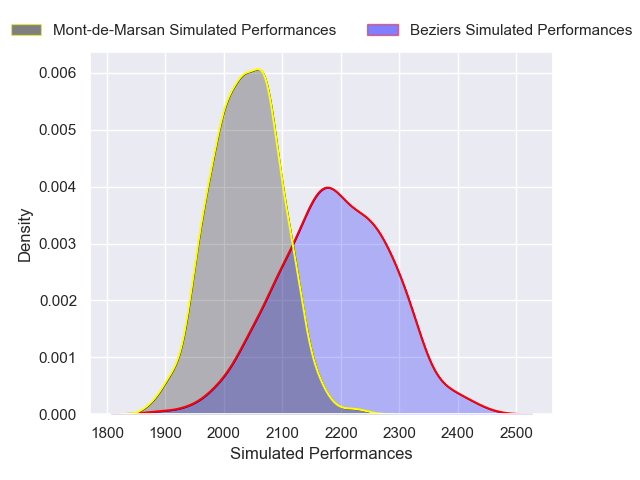 Mont-de-Marsan Simulated Performances
Beziers Simulated Performances
0.006
0.005
0.004
0.003
0.002
0.001
0.000
Density
1800 1900 2000 2100 2200 2300 2400 2500
Simulated Performances